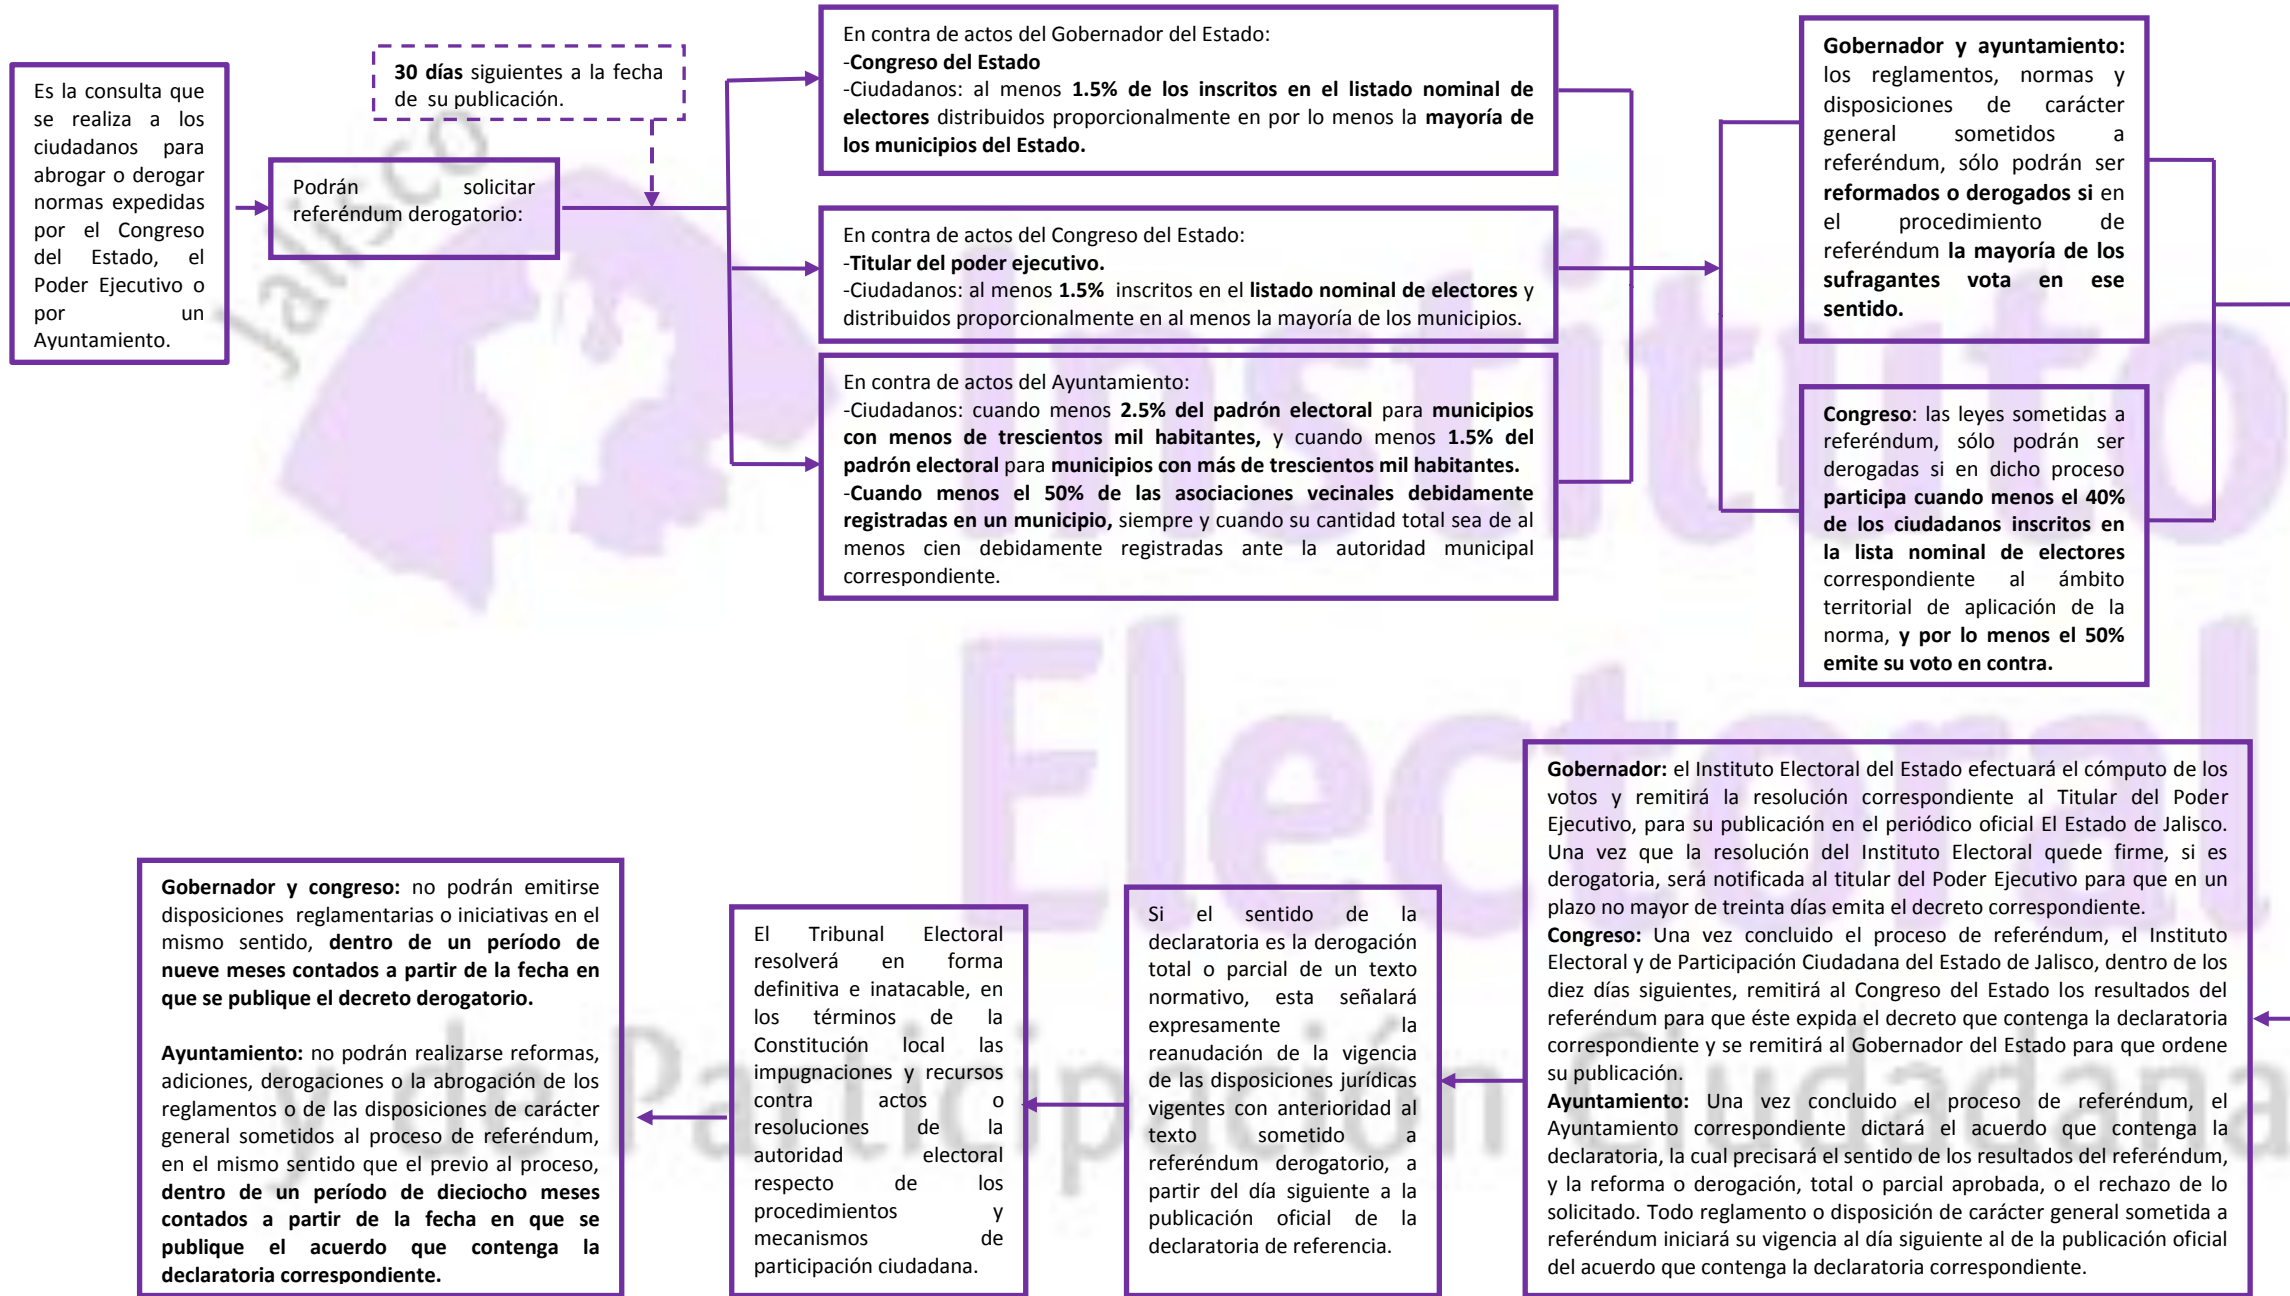 Es la consulta que
se realiza a los
ciudadanos para
abrogar o derogar
normas expedidas
por el Congreso
del Estado, el
Poder Ejecutivo o
por un
Ayuntamiento.
30 días siguientes a la fecha
de su publicación.
Podrán solicitar
referéndum derogatorio:
En contra de actos del Gobernador del Estado:
-Congreso del Estado
-Ciudadanos: al menos 1.5% de los inscritos en el listado nominal de
electores distribuidos proporcionalmente en por lo menos la mayoría de
los municipios del Estado.
En contra de actos del Congreso del Estado:
-Titular del poder ejecutivo.
-Ciudadanos: al menos 1.5% inscritos en el listado nominal de electores y
distribuidos proporcionalmente en al menos la mayoría de los municipios.
En contra de actos del Ayuntamiento:
-Ciudadanos: cuando menos 2.5% del padrón electoral para municipios
con menos de trescientos mil habitantes, y cuando menos 1.5% del
padrón electoral para municipios con más de trescientos mil habitantes.
-Cuando menos el 50% de las asociaciones vecinales debidamente
registradas en un municipio, siempre y cuando su cantidad total sea de al
menos cien debidamente registradas ante la autoridad municipal
correspondiente.
Gobernador y ayuntamiento:
los reglamentos, normas y
disposiciones de carácter
general sometidos a
referéndum, sólo podrán ser
reformados o derogados si en
el procedimiento de
referéndum la mayoría de los
sufragantes vota en ese
sentido.
Congreso: las leyes sometidas a
referéndum, sólo podrán ser
derogadas si en dicho proceso
participa cuando menos el 40%
de los ciudadanos inscritos en
la lista nominal de electores
correspondiente al ámbito
territorial de aplicación de la
norma, y por lo menos el 50%
emite su voto en contra.
Gobernador: el Instituto Electoral del Estado efectuará el cómputo de los
votos y remitirá la resolución correspondiente al Titular del Poder
Ejecutivo, para su publicación en el periódico oficial El Estado de Jalisco.
Una vez que la resolución del Instituto Electoral quede firme, si es
derogatoria, será notificada al titular del Poder Ejecutivo para que en un
plazo no mayor de treinta días emita el decreto correspondiente.
Congreso: Una vez concluido el proceso de referéndum, el Instituto
Electoral y de Participación Ciudadana del Estado de Jalisco, dentro de los
diez días siguientes, remitirá al Congreso del Estado los resultados del
referéndum para que éste expida el decreto que contenga la declaratoria
correspondiente y se remitirá al Gobernador del Estado para que ordene
su publicación.
Ayuntamiento: Una vez concluido el proceso de referéndum, el
Ayuntamiento correspondiente dictará el acuerdo que contenga la
declaratoria, la cual precisará el sentido de los resultados del referéndum,
y la reforma o derogación, total o parcial aprobada, o el rechazo de lo
solicitado. Todo reglamento o disposición de carácter general sometida a
referéndum iniciará su vigencia al día siguiente al de la publicación oficial
del acuerdo que contenga la declaratoria correspondiente.
Si el sentido de la
declaratoria es la derogación
total o parcial de un texto
normativo, esta señalará
expresamente la
reanudación de la vigencia
de las disposiciones jurídicas
vigentes con anterioridad al
texto sometido a
referéndum derogatorio, a
partir del día siguiente a la
publicación oficial de la
declaratoria de referencia.
El Tribunal Electoral
resolverá en forma
definitiva e inatacable, en
los términos de la
Constitución local las
impugnaciones y recursos
contra actos o
resoluciones de la
autoridad electoral
respecto de los
procedimientos y
mecanismos de
participación ciudadana.
Gobernador y congreso: no podrán emitirse
disposiciones reglamentarias o iniciativas en el
mismo sentido, dentro de un período de
nueve meses contados a partir de la fecha en
que se publique el decreto derogatorio.
Ayuntamiento: no podrán realizarse reformas,
adiciones, derogaciones o la abrogación de los
reglamentos o de las disposiciones de carácter
general sometidos al proceso de referéndum,
en el mismo sentido que el previo al proceso,
dentro de un período de dieciocho meses
contados a partir de la fecha en que se
publique el acuerdo que contenga la
declaratoria correspondiente.
Jalisco
Instituto
Electoral
y de Participación Ciudadana